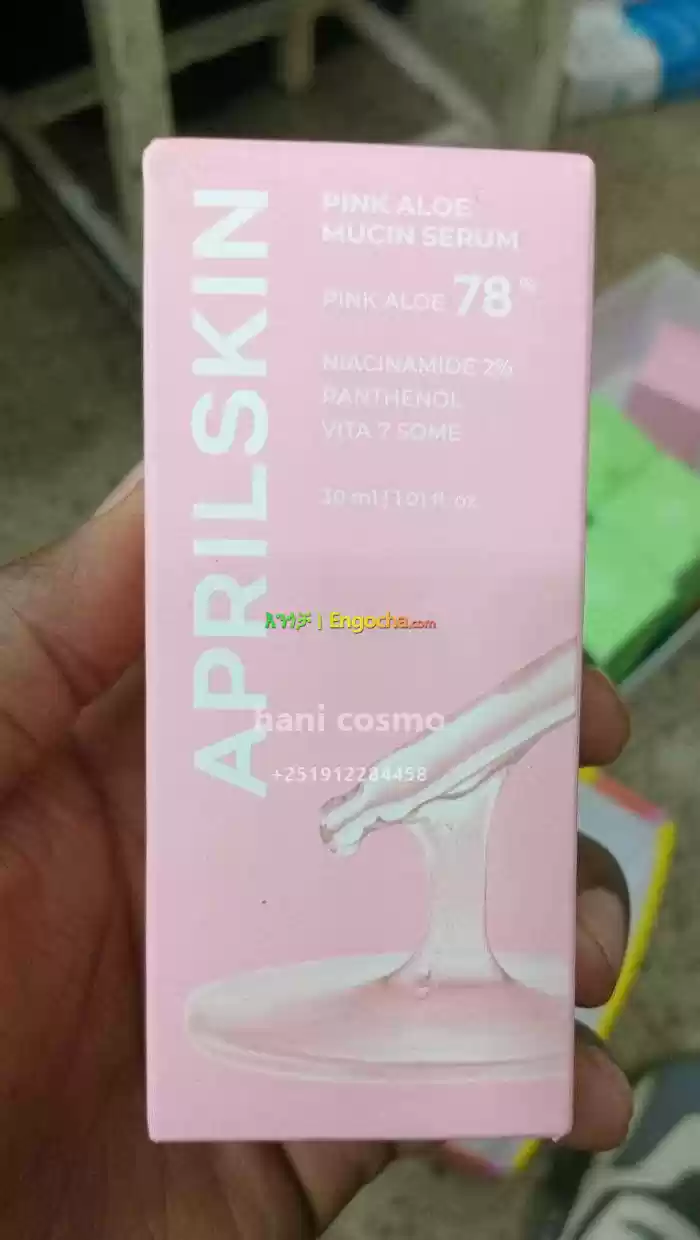 APRILSKIN
PINK ALOE
MUCIN SERUM
PINK ALOE 78%
NIACINAMIDE 2%
PANTHENOL
VITA 7 SOME
30 ml | 1.01 fl. oz.
እንጎቻ | Engocha.com
hani cosmo
+251912284458